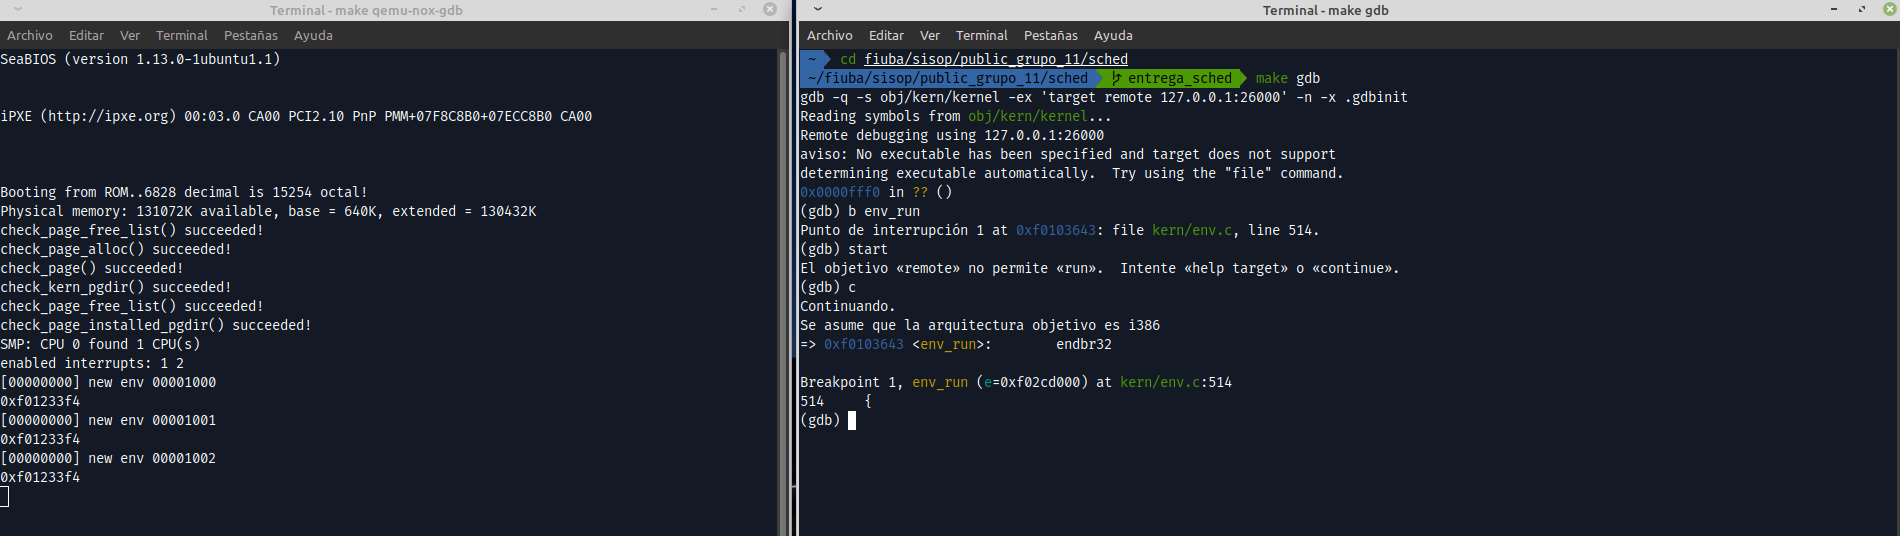 Terminal - make qemu-nox-gdb
Archivo Editar Ver Terminal Pestañas Ayuda
SeaBIOS (version 1.13.0-1ubuntu1.1)
iPXE (http://ipxe.org) 00:03.0 CA00 PCI2.10 PnP PMM+07F8C8B0+07ECC8B0 CA00
Booting from ROM..6828 decimal is 15254 octal!
Physical memory: 131072K available, base = 640K, extended = 130432K
check_page_free_list() succeeded!
check_page_alloc() succeeded!
check_page() succeeded!
check_kern_pgdir() succeeded!
check_page_free_list() succeeded!
check_page_installed_pgdir() succeeded!
SMP: CPU 0 found 1 CPU(s)
enabled interrupts: 1 2
[00000000] new env 00001000
0xf01233f4
[00000000] new env 00001001
0xf01233f4
[00000000] new env 00001002
0xf01233f4
Terminal - make gdb
Archivo Editar Ver Terminal Pestañas Ayuda
~ cd fiuba/sisop/public_grupo_11/sched
~/fiuba/sisop/public_grupo_11/sched entrega_sched make gdb
gdb -q -s obj/kern/kernel -ex 'target remote 127.0.0.1:26000' -n -x .gdbinit
Reading symbols from obj/kern/kernel...
Remote debugging using 127.0.0.1:26000
aviso: No executable has been specified and target does not support
determining executable automatically.  Try using the "file" command.
0x0000fff0 in ?? ()
(gdb) b env_run
Punto de interrupción 1 at 0xf0103643: file kern/env.c, line 514.
(gdb) start
El objetivo «remote» no permite «run».  Intente «help target» o «continue».
(gdb) c
Continuando.
Se asume que la arquitectura objetivo es i386
=> 0xf0103643 <env_run>: endbr32
Breakpoint 1, env_run (e=0xf02cd000) at kern/env.c:514
514 {
(gdb)